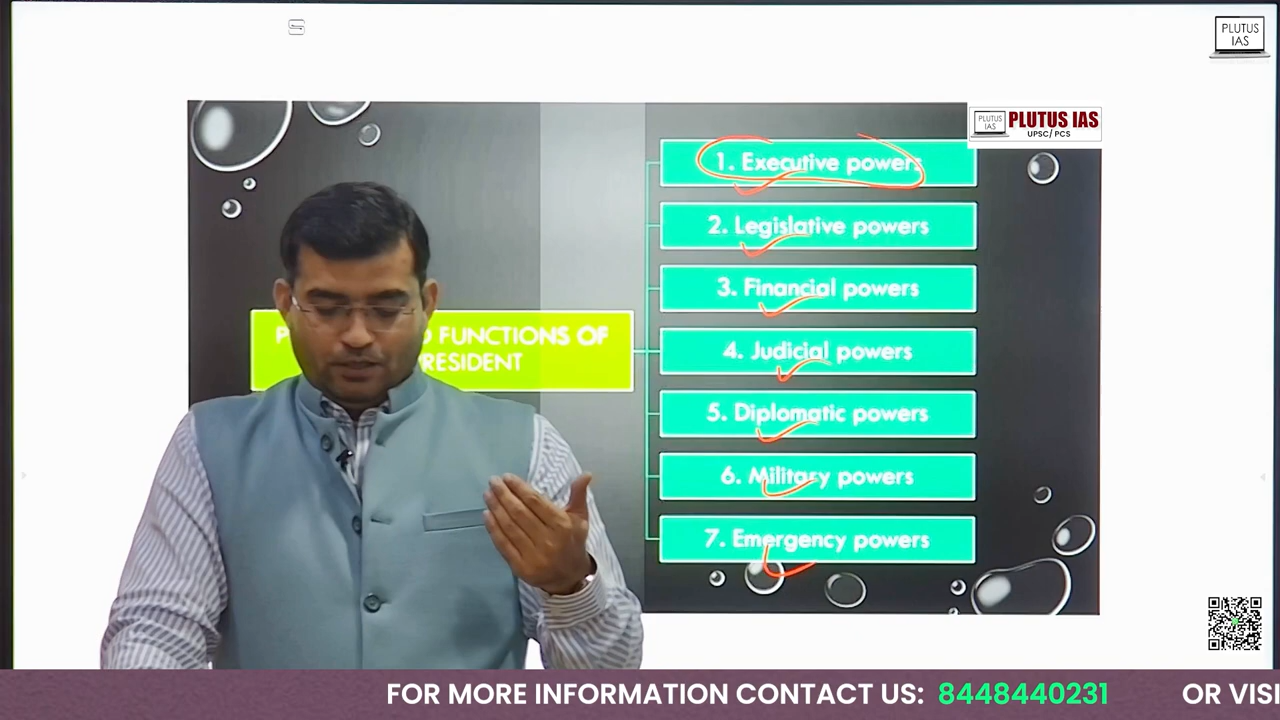 PLUTUS
IAS
PLUTUS
IAS
PLUTUS IAS
UPSC/ PCS
1. Executive powers
2. Legislative powers
3. Financial powers
4. Judicial powers
5. Diplomatic powers
6. Military powers
7. Emergency powers
FUNCTIONS OF
RESIDENT
FOR MORE INFORMATION CONTACT US: 8448440231 OR VISI